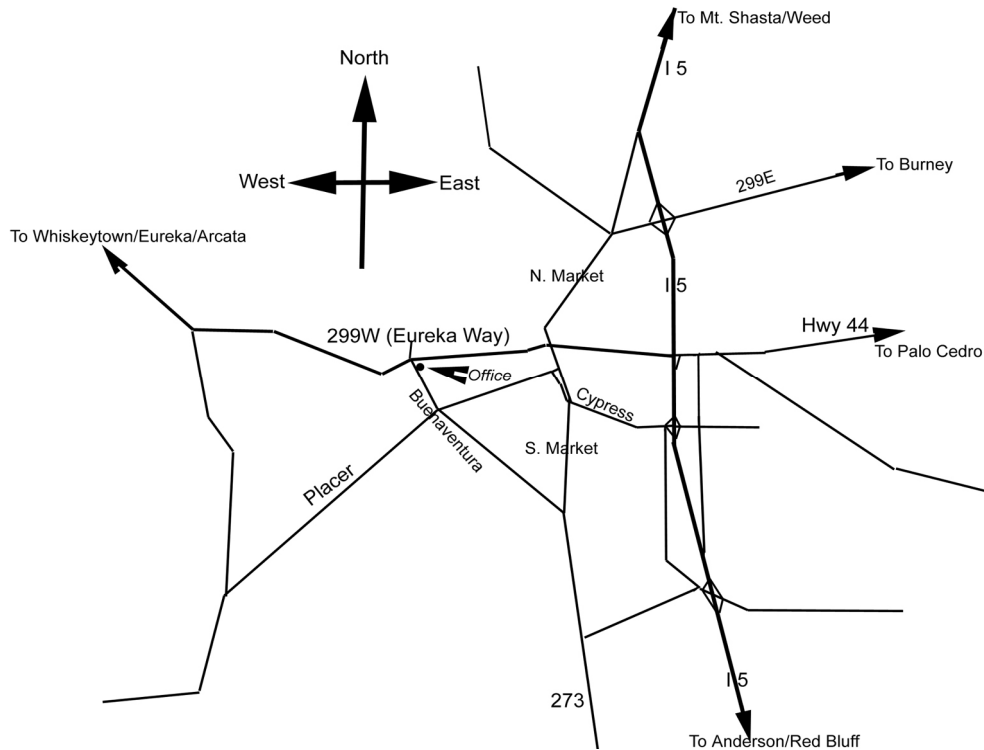 To Mt. Shasta/Weed
I 5
North
299E
To Burney
West
East
To Whiskeytown/Eureka/Arcata
N. Market
I 5
299W (Eureka Way)
Hwy 44
To Palo Cedro
Office
Buenaventura
Cypress
S. Market
Placer
273
I 5
To Anderson/Red Bluff